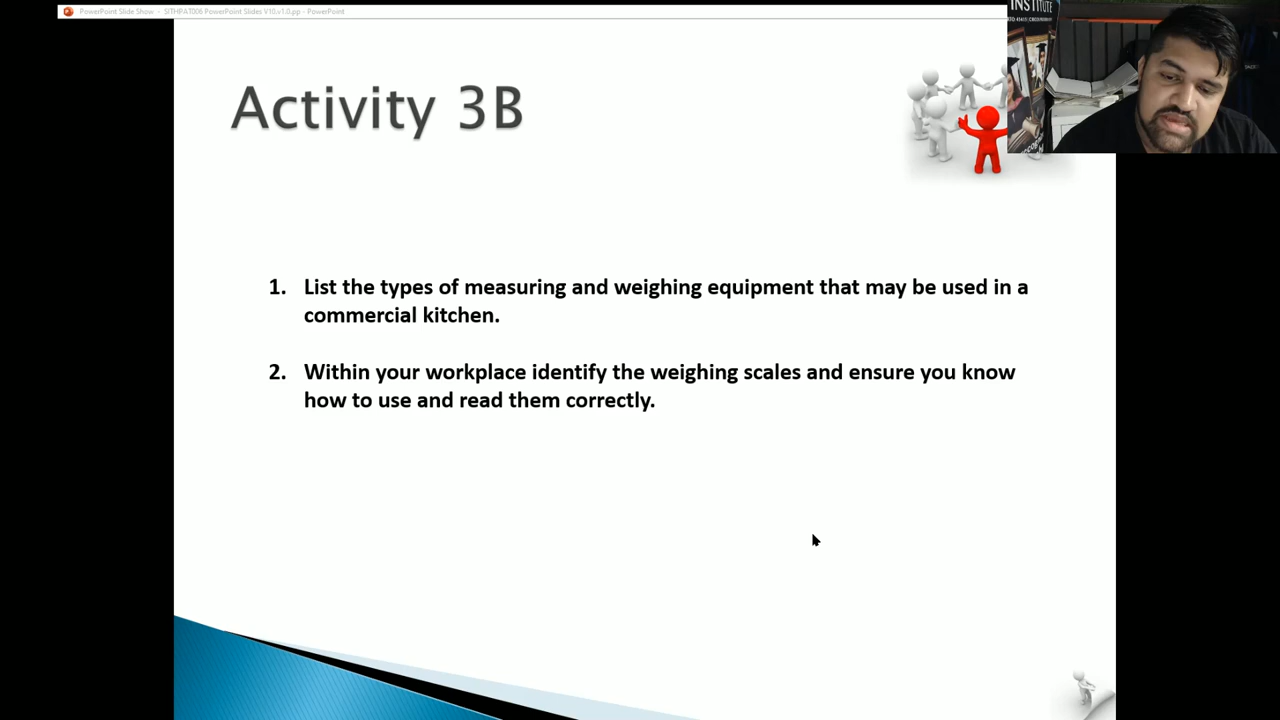 PowerPoint Slide Show - SITHPAT006 PowerPoint Slides V10.v1.0.pp - PowerPoint
INSTITUTE
Activity 3B
1. List the types of measuring and weighing equipment that may be used in a
commercial kitchen.
2. Within your workplace identify the weighing scales and ensure you know
how to use and read them correctly.